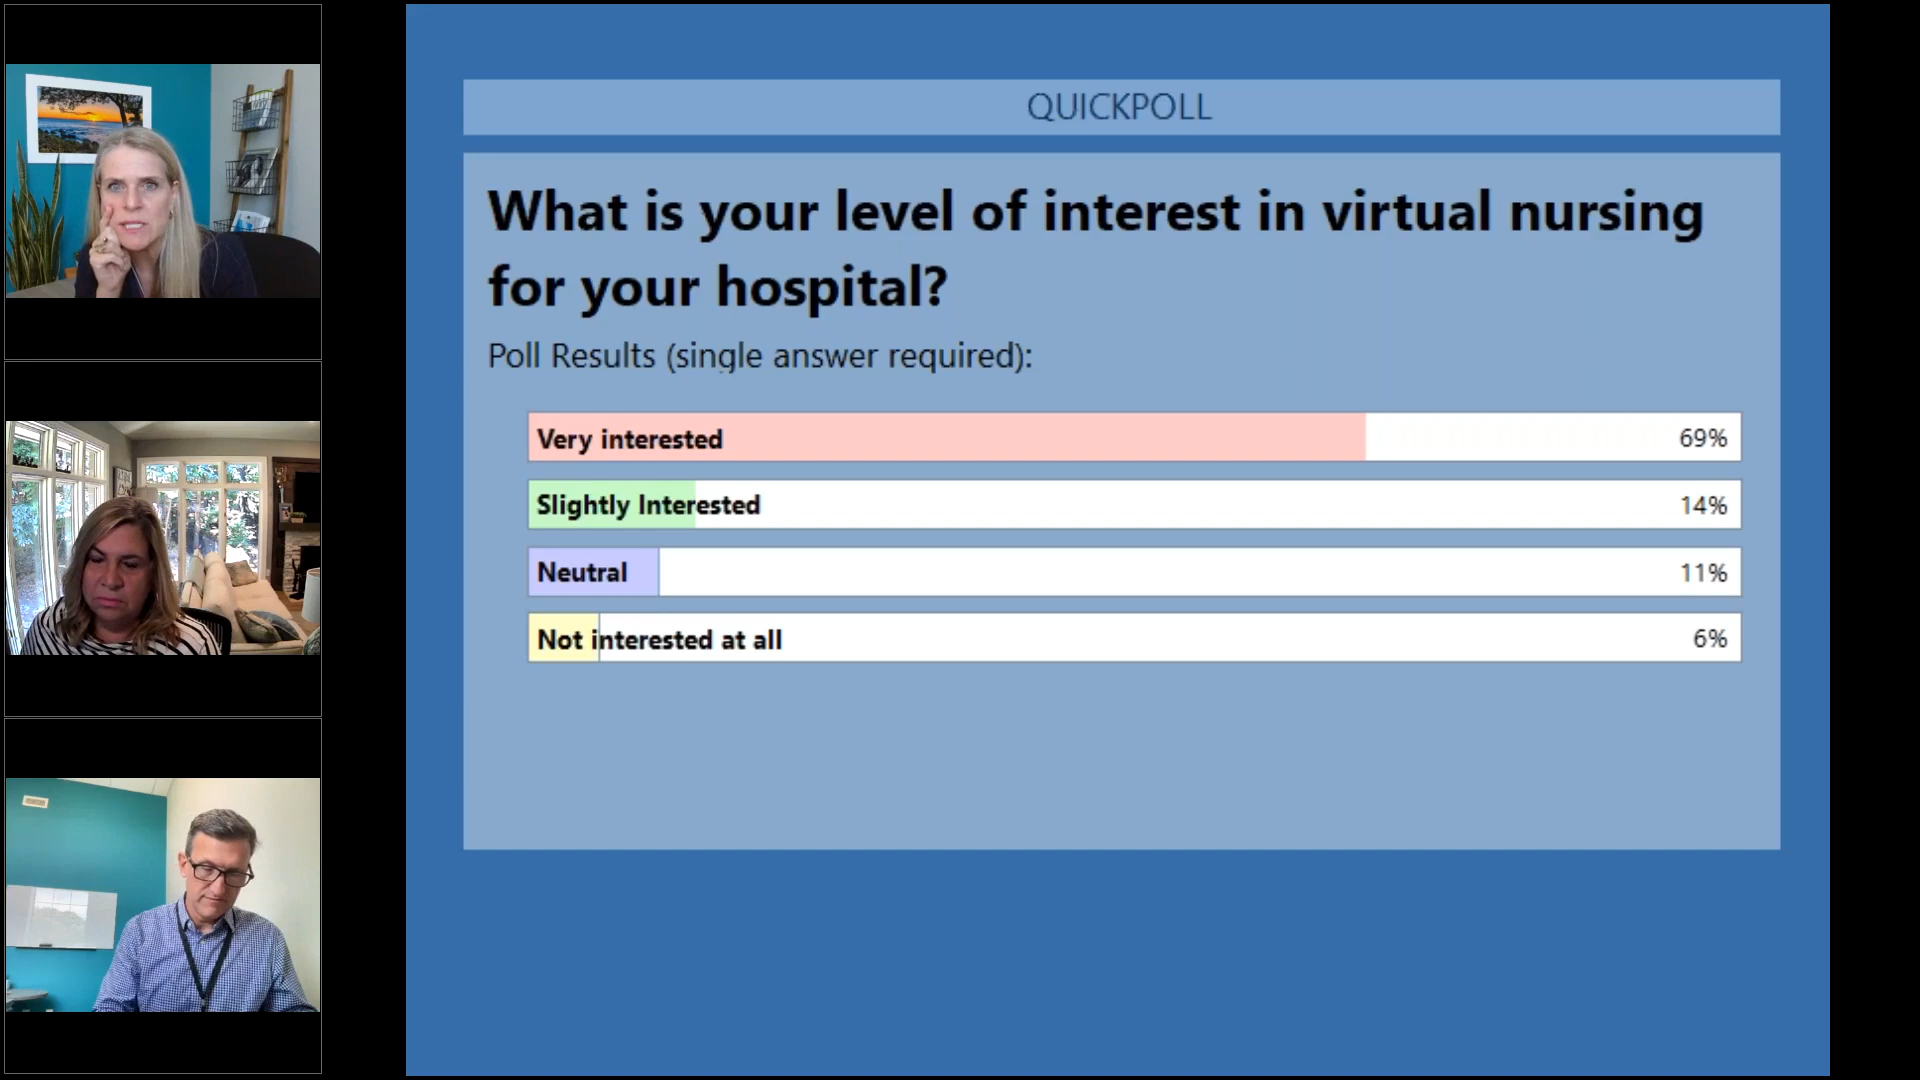 QUICKPOLL
What is your level of interest in virtual nursing
for your hospital?
Poll Results (single answer required):
Very interested 69%
Slightly Interested 14%
Neutral 11%
Not interested at all 6%